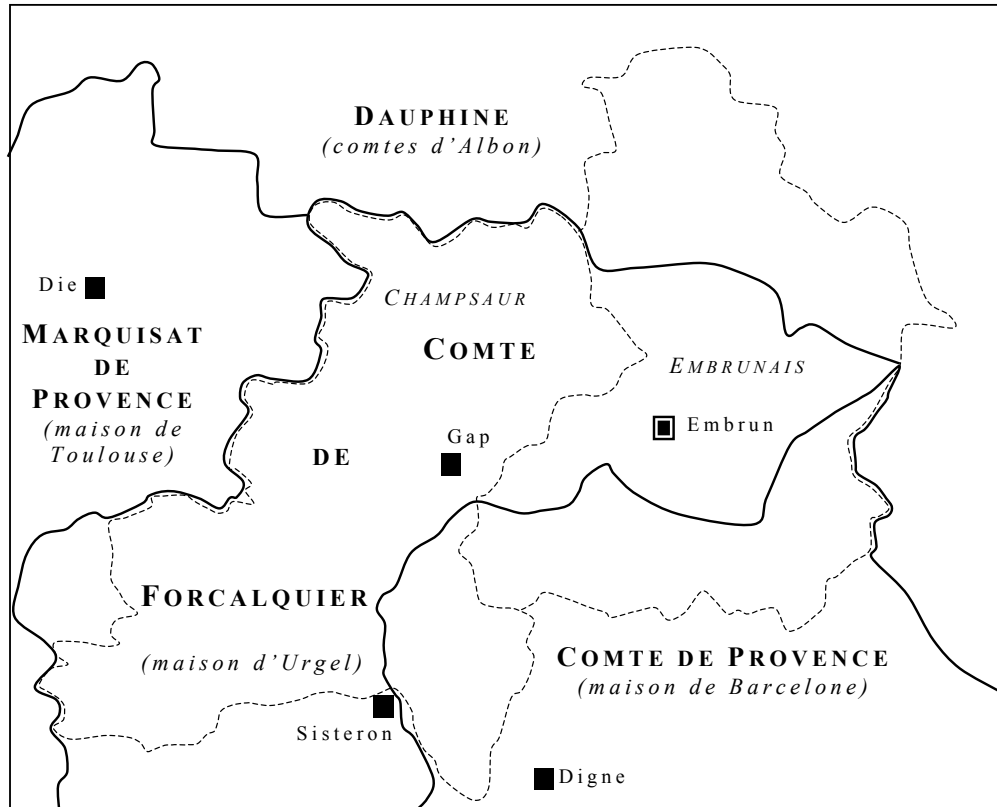 DAUPHINE
(comtes d'Albon)
Die
CHAMPSAUR
MARQUISAT
DE
PROVENCE
(maison de
Toulouse)
COMTE
EMBRUNAIS
Embrun
Gap
DE
FORCALQUIER
(maison d'Urgel)
COMTE DE PROVENCE
(maison de Barcelone)
Sisteron
Digne